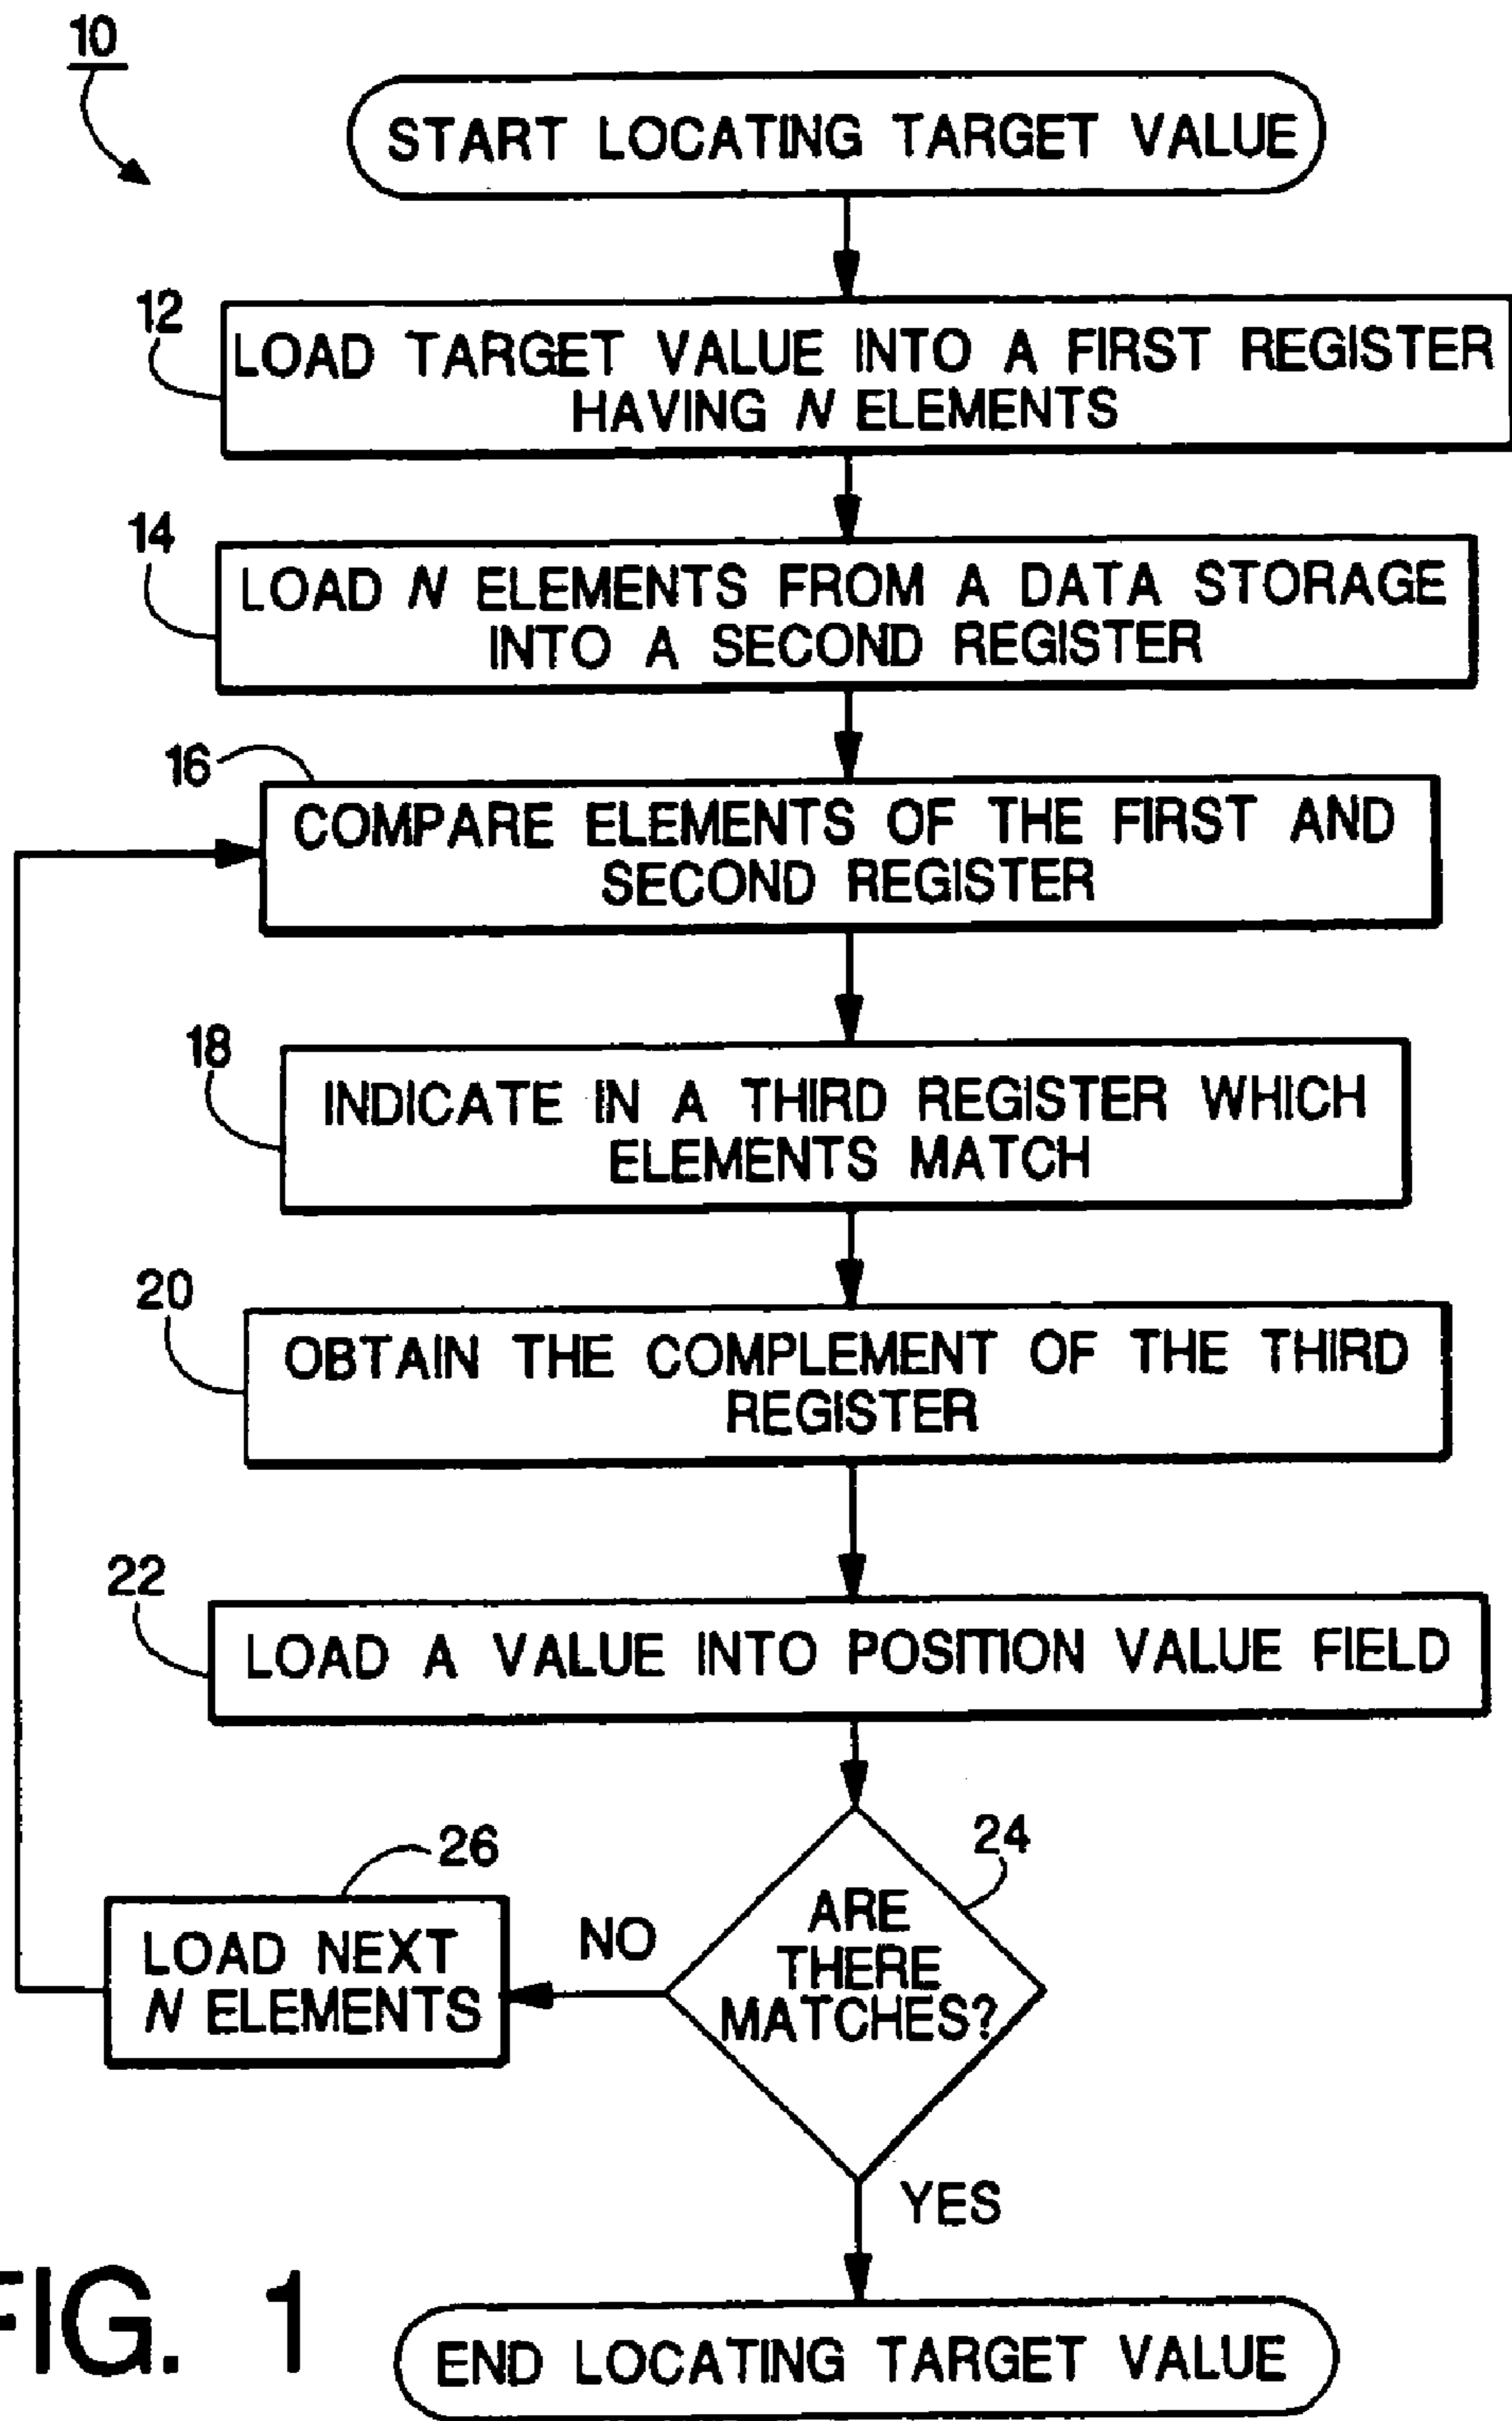 10
START LOCATING TARGET VALUE
12
LOAD TARGET VALUE INTO A FIRST REGISTER
HAVING N ELEMENTS
14
LOAD N ELEMENTS FROM A DATA STORAGE
INTO A SECOND REGISTER
16
COMPARE ELEMENTS OF THE FIRST AND
SECOND REGISTER
18
INDICATE IN A THIRD REGISTER WHICH
ELEMENTS MATCH
20
OBTAIN THE COMPLEMENT OF THE THIRD
REGISTER
22
LOAD A VALUE INTO POSITION VALUE FIELD
24
ARE
THERE
MATCHES?
NO
26
LOAD NEXT
N ELEMENTS
YES
FIG. 1
END LOCATING TARGET VALUE